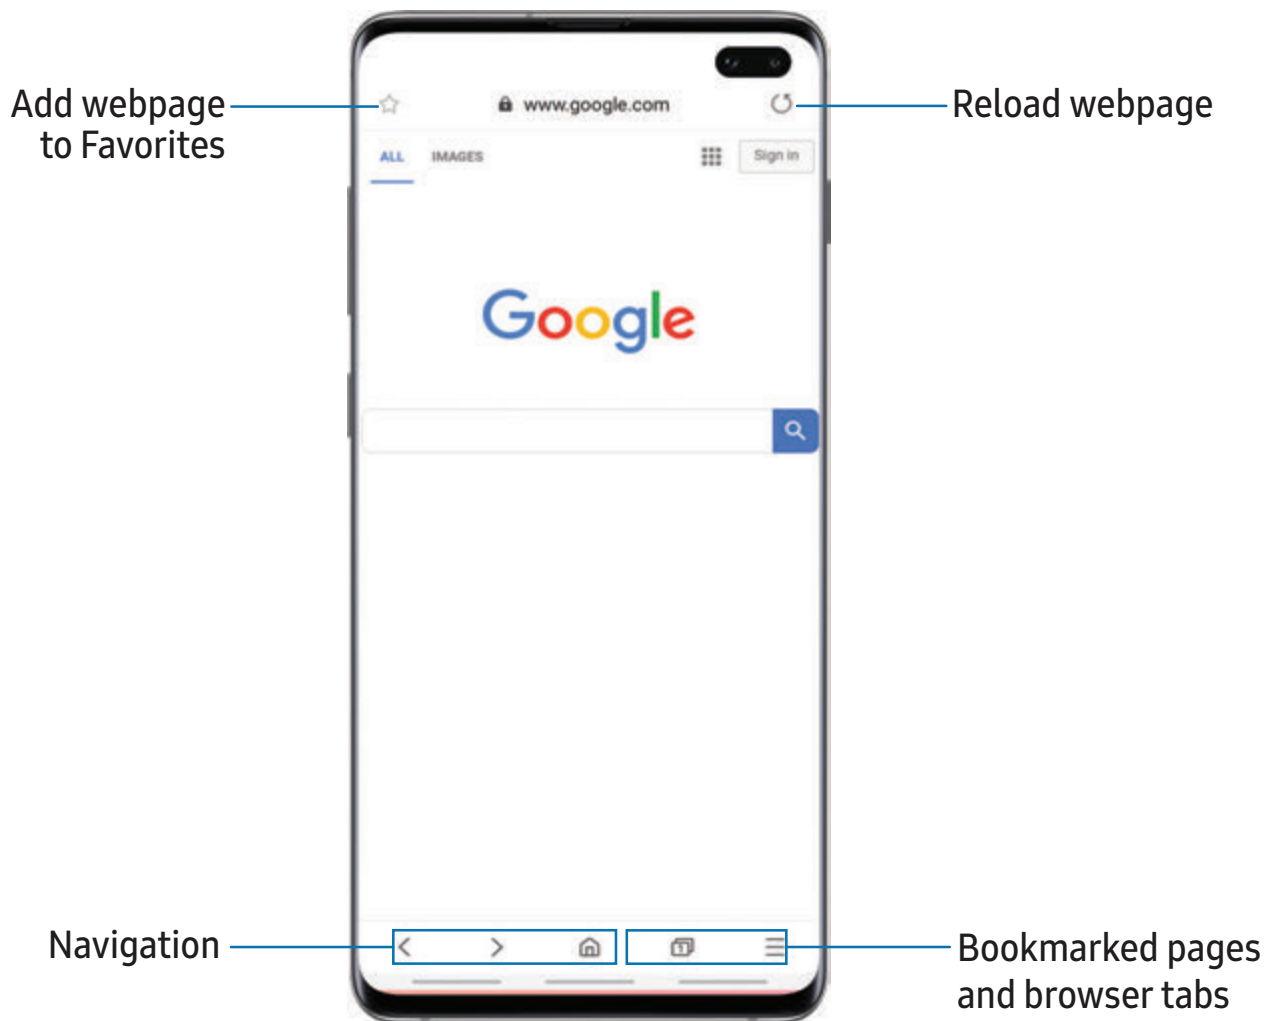 Add webpage
to Favorites
www.google.com
Reload webpage
ALL IMAGES
Sign in
Google
Navigation
1
Bookmarked pages
and browser tabs